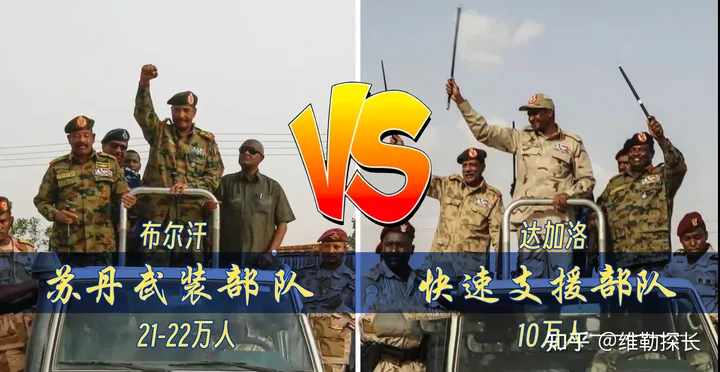 VS
布尔汗
苏丹武装部队
21-22万人
达加洛
快速支援部队
10万人
知乎 @维勒探长